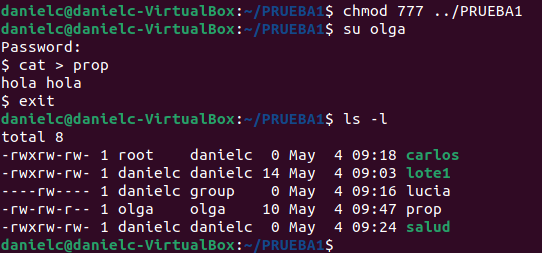 danielc@danielc-VirtualBox:~/PRUEBA1$ chmod 777 ../PRUEBA1
danielc@danielc-VirtualBox:~/PRUEBA1$ su olga
Password:
$ cat > prop
hola hola
$ exit
danielc@danielc-VirtualBox:~/PRUEBA1$ ls -l
total 8
-rwxrw-rw- 1 root    danielc  0 May  4 09:18 carlos
-rwxrw-rw- 1 danielc danielc 14 May  4 09:03 lote1
----rw---- 1 danielc group    0 May  4 09:16 lucia
-rw-rw-r-- 1 olga    olga    10 May  4 09:47 prop
-rwxrw-rw- 1 danielc danielc  0 May  4 09:24 salud
danielc@danielc-VirtualBox:~/PRUEBA1$